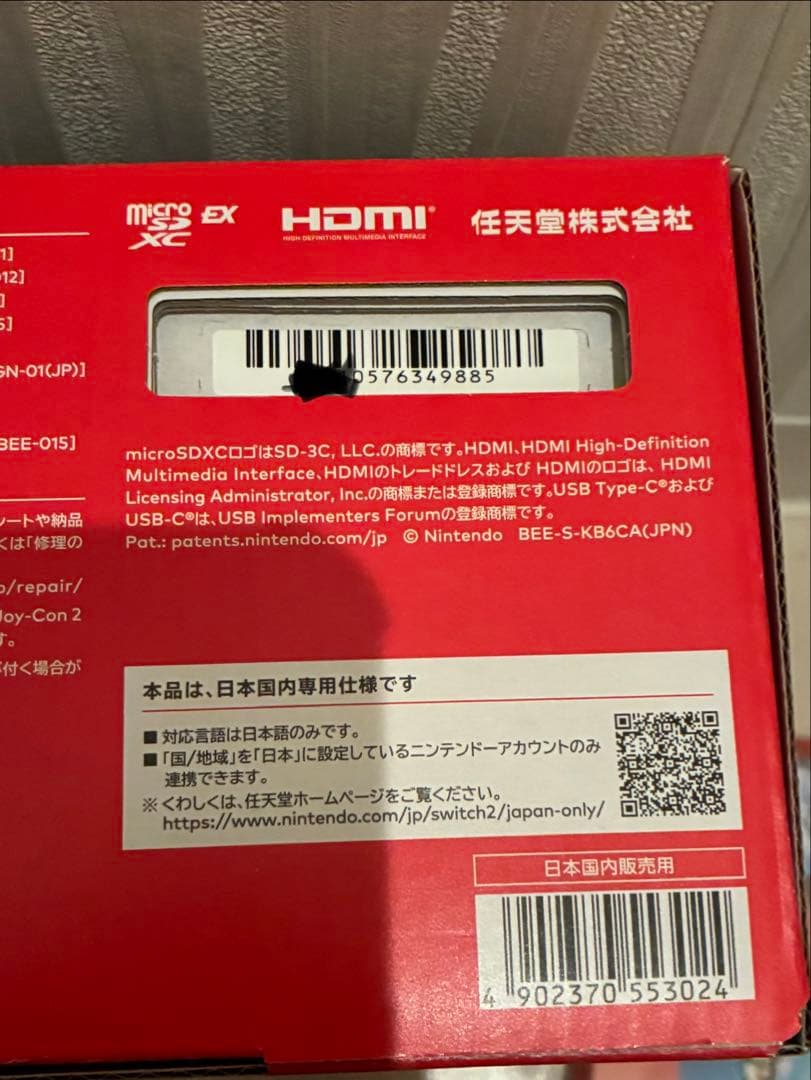 micro SD XC EX
HDMI®
HIGH-DEFINITION MULTIMEDIA INTERFACE
任天堂株式会社
1]
012]
]
S]
GN-01(JP)]
BEE-015]
ートや納品
くは「修理の
p/repair/
Joy-Con 2
す。
が付く場合が
0576349885
microSDXCロゴはSD-3C, LLC.の商標です。HDMI、HDMI High-Definition
Multimedia Interface、HDMIのトレードドレスおよび HDMIのロゴは、HDMI
Licensing Administrator, Inc.の商標または登録商標です。USB Type-C®および
USB-C®は、USB Implementers Forumの商標です。
Pat.: patents.nintendo.com/jp © Nintendo BEE-S-KB6CA(JPN)
本品は、日本国内専用仕様です
■ 対応言語は日本語のみです。
■「国/地域」を「日本」に設定しているニンテンドーアカウントのみ
連携できます。
※ くわしくは、任天堂ホームページをご覧ください。
https://www.nintendo.com/jp/switch2/japan-only/
日本国内販売用
4 902370 553024